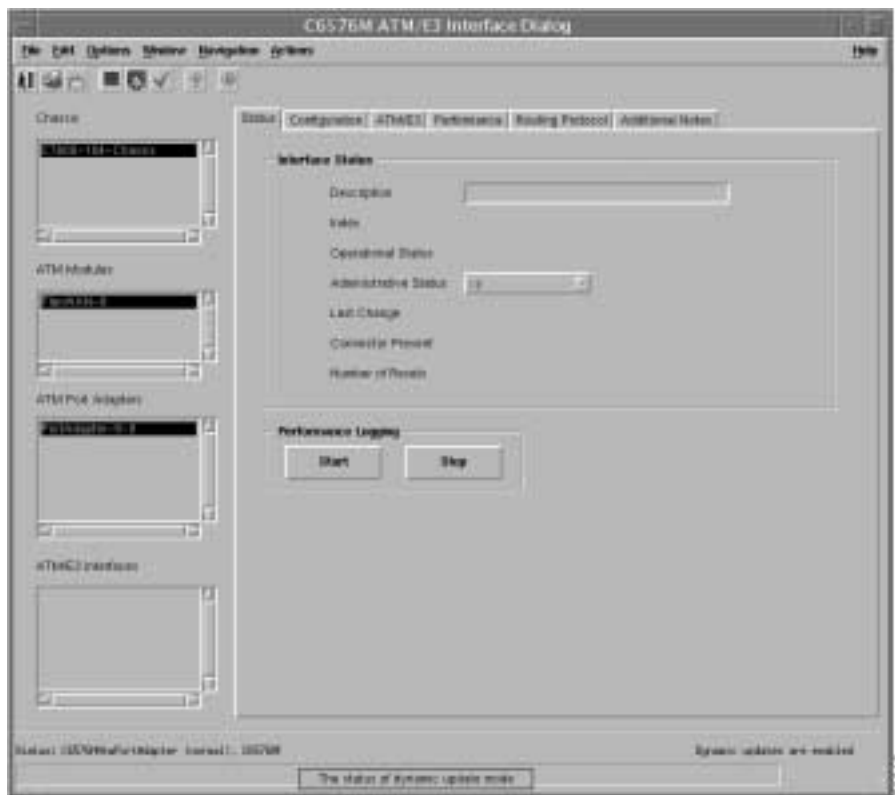 C6576M ATM/E3 Interface Dialog
File Edit Options Window Navigation Actions Help
Chassis
Status Configuration ATM/E3 Performance Routing Protocol Additional Notes
Interface Status
Description
Index
Operational Status
Administrative Status
Last Change
Connector Present
Number of Resets
ATM Modules
ATM Port Adapters
Performance Logging
Start Stop
ATM/E3 Interfaces
Dynamic updates are enabled
The status of dynamic update mode